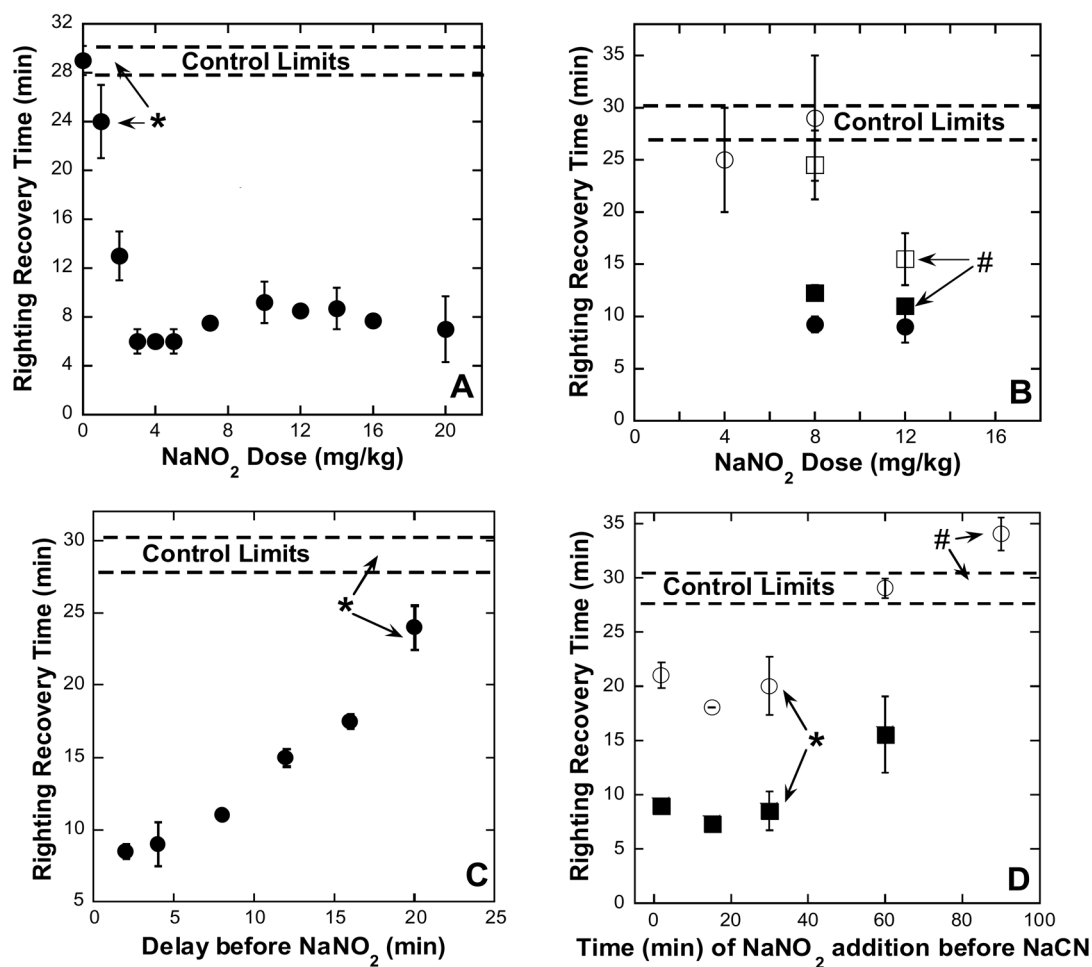 32
28
24
20
16
12
8
4
0
Righting Recovery Time (min)
Control Limits
*
A
0 4 8 12 16 20
NaNO2 Dose (mg/kg)
40
35
30
25
20
15
10
5
0
Righting Recovery Time (min)
Control Limits
#
B
0 4 8 12 16
NaNO2 Dose (mg/kg)
30
25
20
15
10
5
Righting Recovery Time (min)
Control Limits
*
C
0 5 10 15 20 25
Delay before NaNO2 (min)
35
30
25
20
15
10
5
0
Righting Recovery Time (min)
#
Control Limits
*
D
0 20 40 60 80 100
Time (min) of NaNO2 addition before NaCN